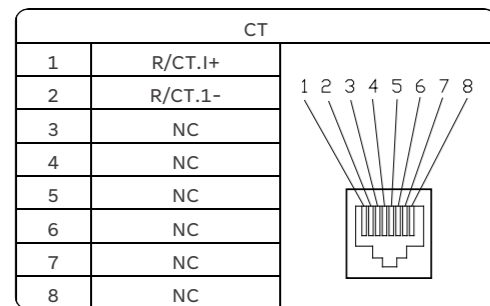 CT
1 R/CT.I+
2 R/CT.1-
3 NC
4 NC
5 NC
6 NC
7 NC
8 NC
1 2 3 4 5 6 7 8